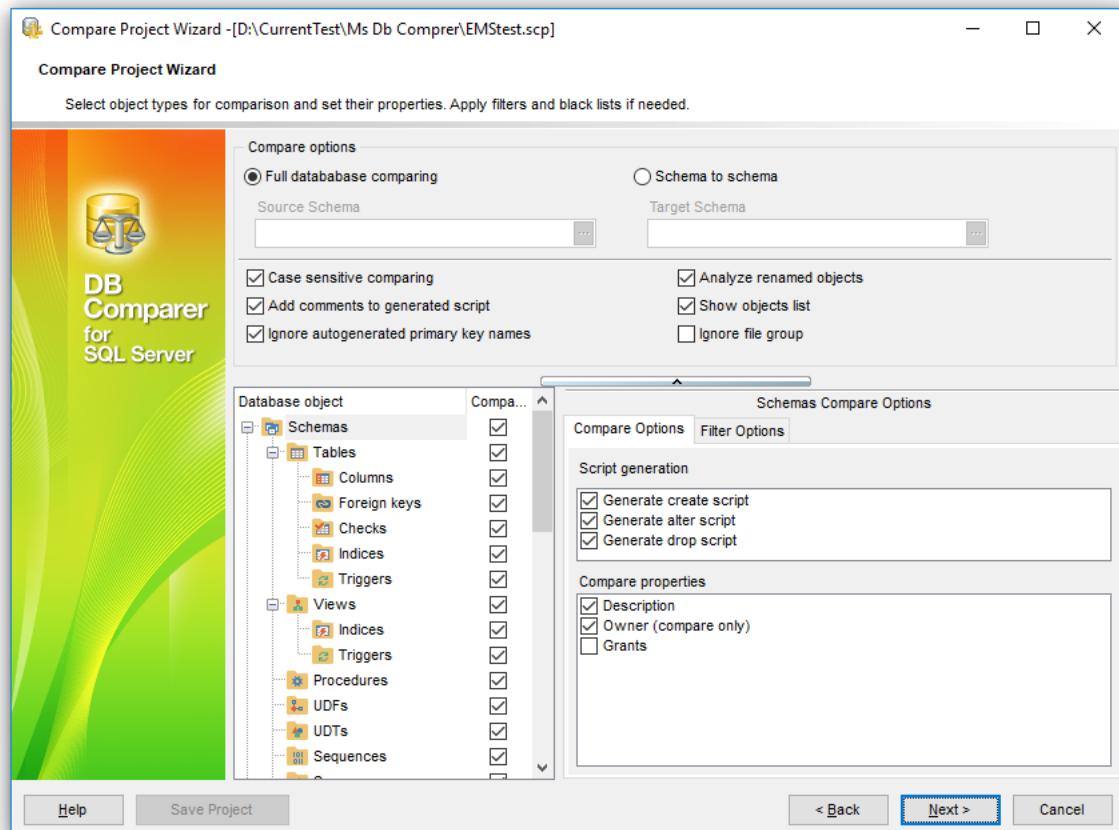 Compare Project Wizard -[D:\CurrentTest\Ms Db Comprer\EMStest.scp]
Compare Project Wizard
Select object types for comparison and set their properties. Apply filters and black lists if needed.
DB
Comparer
for
SQL Server
Compare options
Full datababase comparing
Schema to schema
Source Schema
Target Schema
...
...
Case sensitive comparing
Analyze renamed objects
Add comments to generated script
Show objects list
Ignore autogenerated primary key names
Ignore file group
Database object
Compa...
Schemas
Tables
Columns
Foreign keys
Checks
Indices
Triggers
Views
Indices
Triggers
Procedures
UDFs
UDTs
Sequences
Schemas Compare Options
Compare Options
Filter Options
Script generation
Generate create script
Generate alter script
Generate drop script
Compare properties
Description
Owner (compare only)
Grants
Help
Save Project
< Back
Next >
Cancel